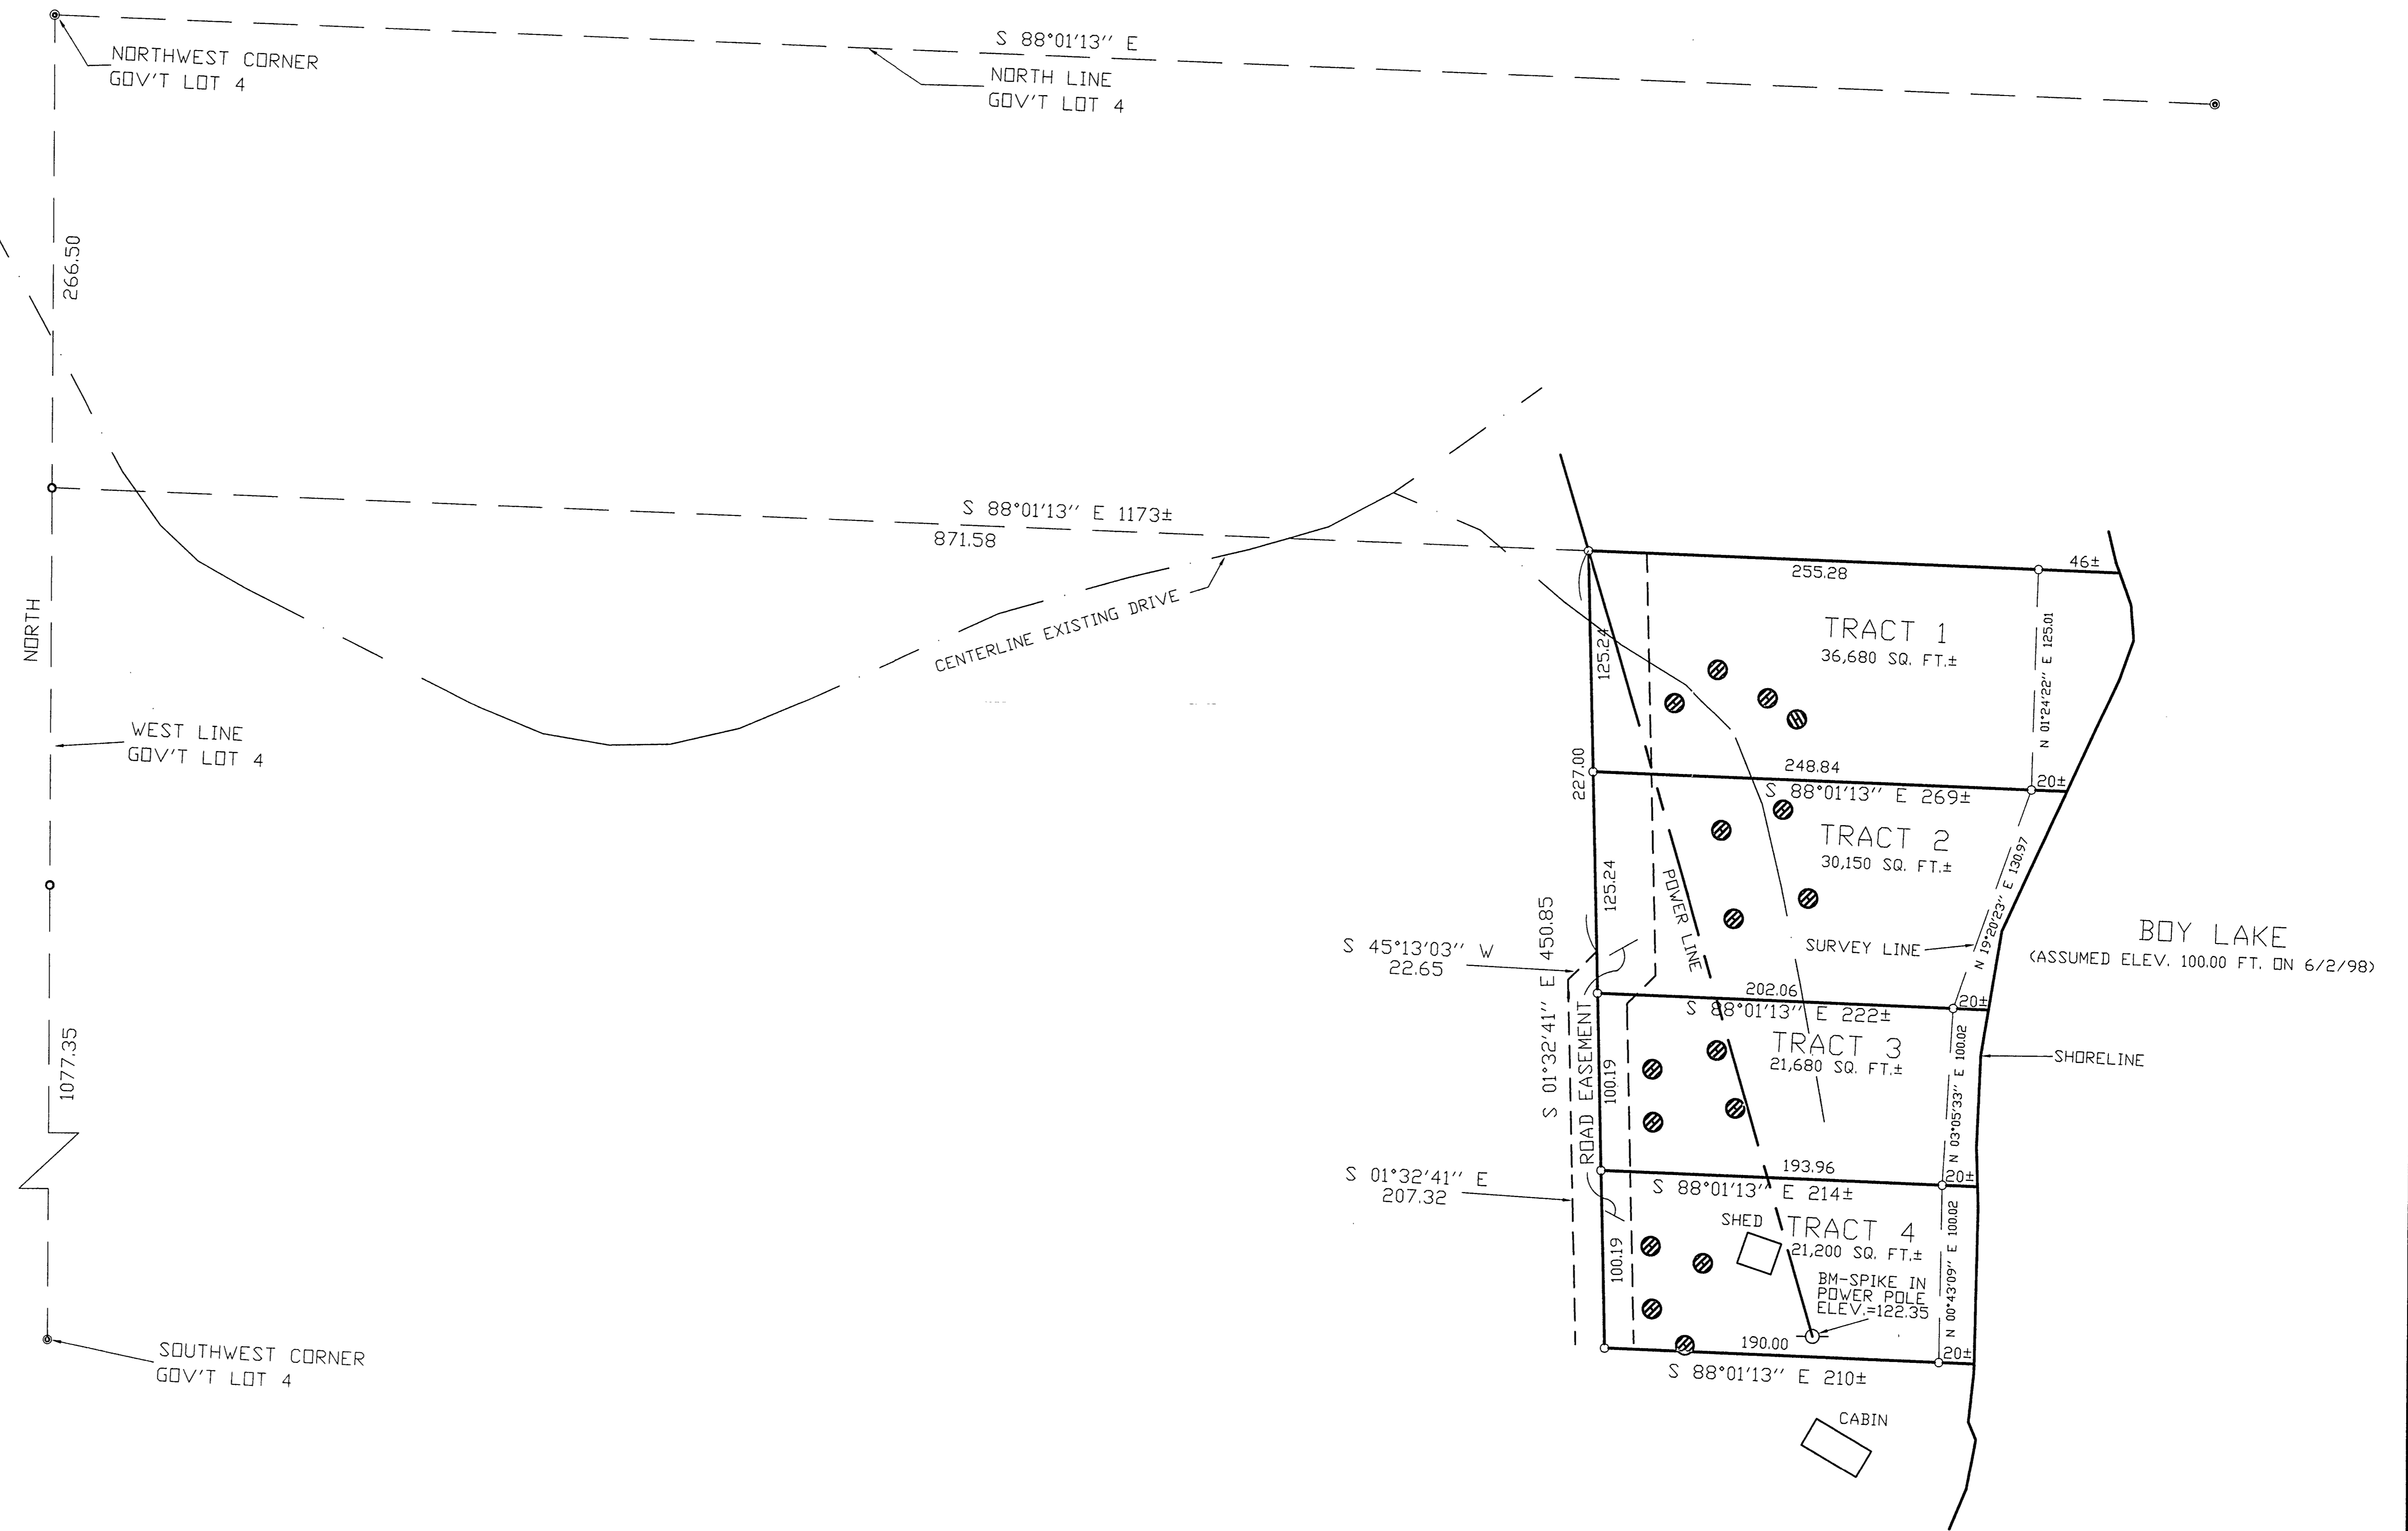 S 88°01'13'' E
NORTHWEST CORNER
GOV'T LOT 4
NORTH LINE
GOV'T LOT 4
266.50
S 88°01'13'' E 1173±
871.58
CENTERLINE EXISTING DRIVE
NORTH
WEST LINE
GOV'T LOT 4
1077.35
SOUTHWEST CORNER
GOV'T LOT 4
255.28
46±
TRACT 1
36,680 SQ. FT.±
125.24
N 01°24'22'' E 125.01
227.00
248.84
20±
S 88°01'13'' E 269±
TRACT 2
30,150 SQ. FT.±
125.24
POWER LINE
N 19°20'23'' E 130.97
SURVEY LINE
BOY LAKE
(ASSUMED ELEV. 100.00 FT. ON 6/2/98)
S 45°13'03'' W
22.65
S 01°32'41'' E 450.85
202.06
20±
S 88°01'13'' E 222±
ROAD EASEMENT
TRACT 3
21,680 SQ. FT.±
100.19
N 03°05'33'' E 100.02
SHORELINE
193.96
20±
S 88°01'13'' E 214±
S 01°32'41'' E
207.32
SHED
TRACT 4
21,200 SQ. FT.±
100.19
N 00°43'09'' E 100.02
BM-SPIKE IN
POWER POLE
ELEV.=122.35
190.00
20±
S 88°01'13'' E 210±
CABIN